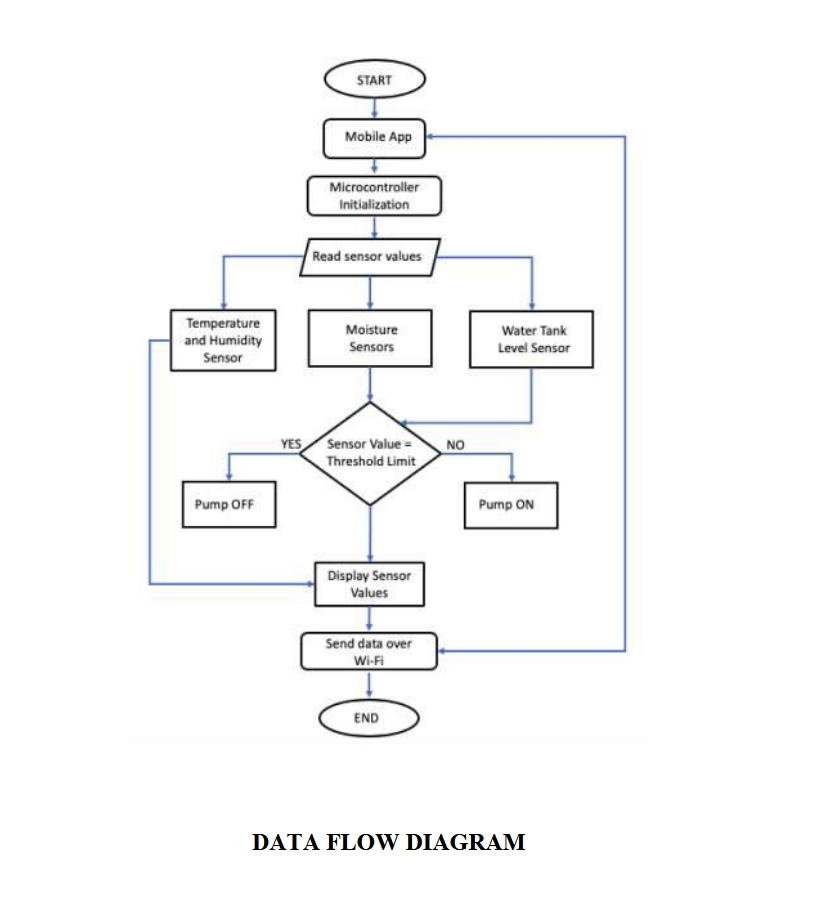 START
Mobile App
Microcontroller
Initialization
Read sensor values
Temperature
and Humidity
Sensor
Moisture
Sensors
Water Tank
Level Sensor
YES
Sensor Value =
Threshold Limit
NO
Pump OFF
Pump ON
Display Sensor
Values
Send data over
Wi-Fi
END
DATA FLOW DIAGRAM